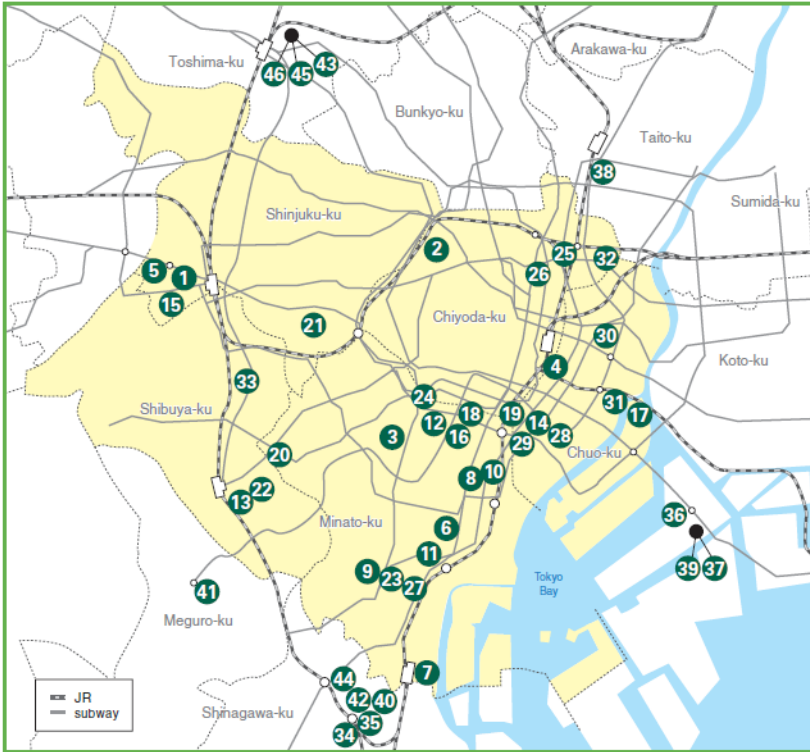 Toshima-ku
46 45 43
Arakawa-ku
Bunkyo-ku
Taito-ku
38
Sumida-ku
Shinjuku-ku
2
25
32
5
1
26
15
Chiyoda-ku
21
30
4
Koto-ku
33
24
31
17
Shibuya-ku
12
18
19
14
3
16
29
28
Chuo-ku
20
8
10
13
22
36
Minato-ku
6
11
39 37
9
23
27
41
Tokyo
Bay
Meguro-ku
7
44
42
40
Shinagawa-ku
35
34
JR
subway